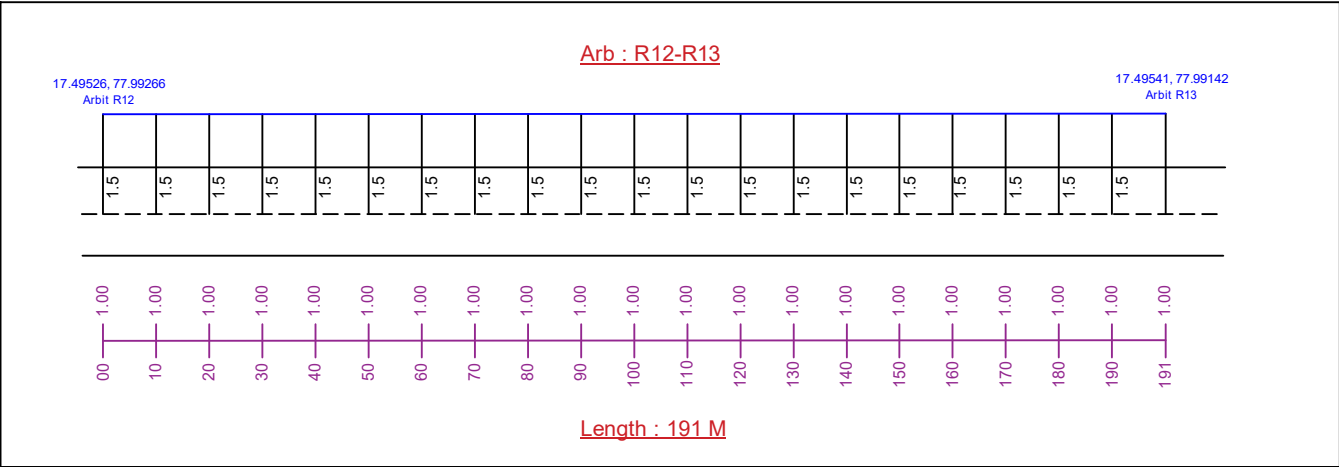 Arb : R12-R13
17.49526, 77.99266
Arbit R12
17.49541, 77.99142
Arbit R13
1.5 1.5 1.5 1.5 1.5 1.5 1.5 1.5 1.5 1.5 1.5 1.5 1.5 1.5 1.5 1.5 1.5 1.5 1.5 1.5
1.00 1.00 1.00 1.00 1.00 1.00 1.00 1.00 1.00 1.00 1.00 1.00 1.00 1.00 1.00 1.00 1.00 1.00 1.00 1.00 1.00
00 10 20 30 40 50 60 70 80 90 100 110 120 130 140 150 160 170 180 190 191
Length : 191 M